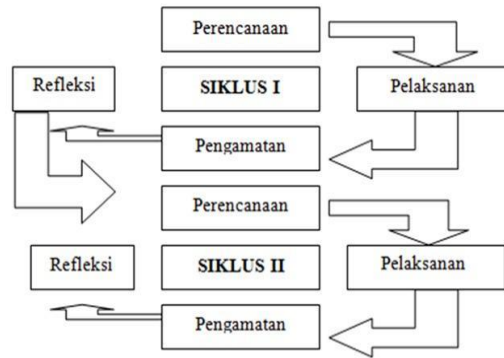 Perencanaan
Refleksi
SIKLUS I
Pelaksanan
Pengamatan
Perencanaan
Refleksi
SIKLUS II
Pelaksanan
Pengamatan